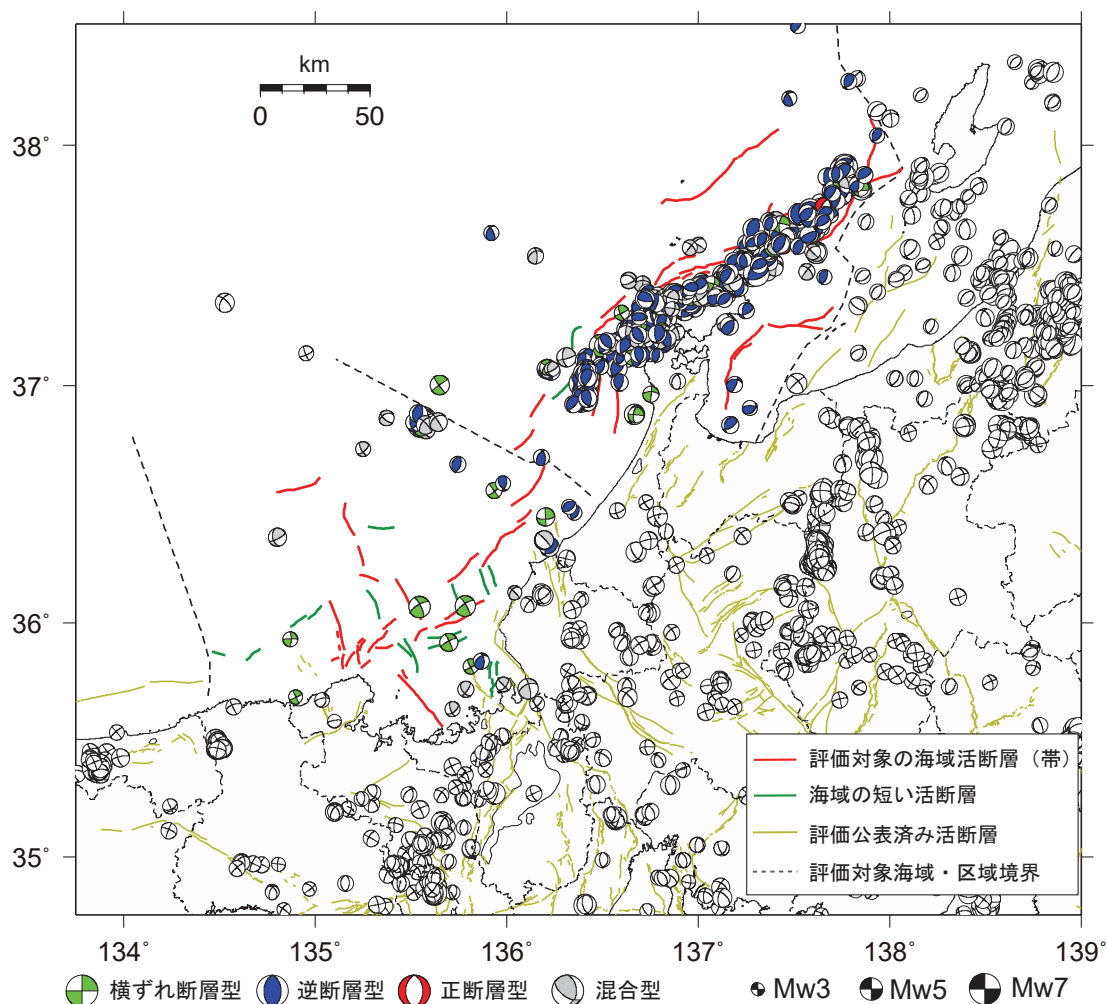 km
0 50
38°
37°
36°
35°
評価対象の海域活断層（帯）
海域の短い活断層
評価公表済み活断層
評価対象海域・区域境界
134° 135° 136° 137° 138° 139°
横ずれ断層型 逆断層型 正断層型 混合型 Mw3 Mw5 Mw7